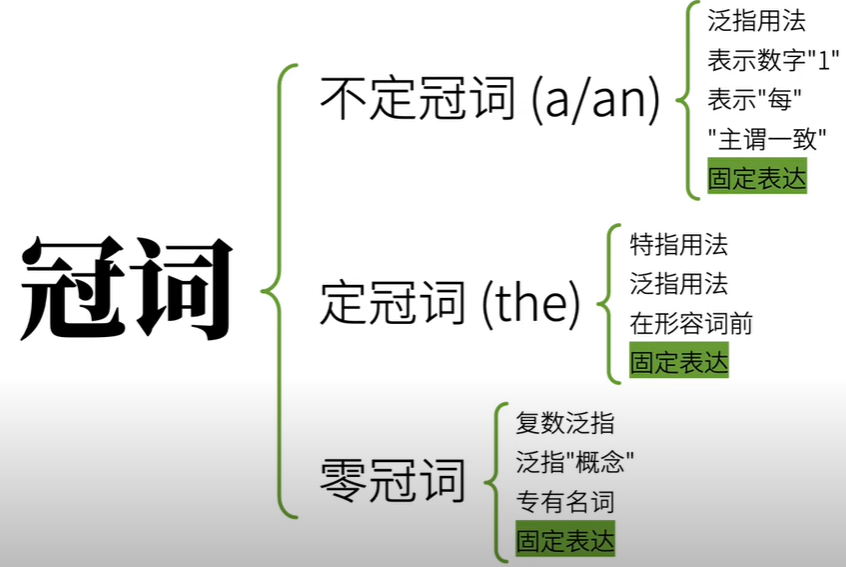 冠词
不定冠词 (a/an)
泛指用法
表示数字"1"
表示"每"
"主谓一致"
固定表达
定冠词 (the)
特指用法
泛指用法
在形容词前
固定表达
零冠词
复数泛指
泛指"概念"
专有名词
固定表达